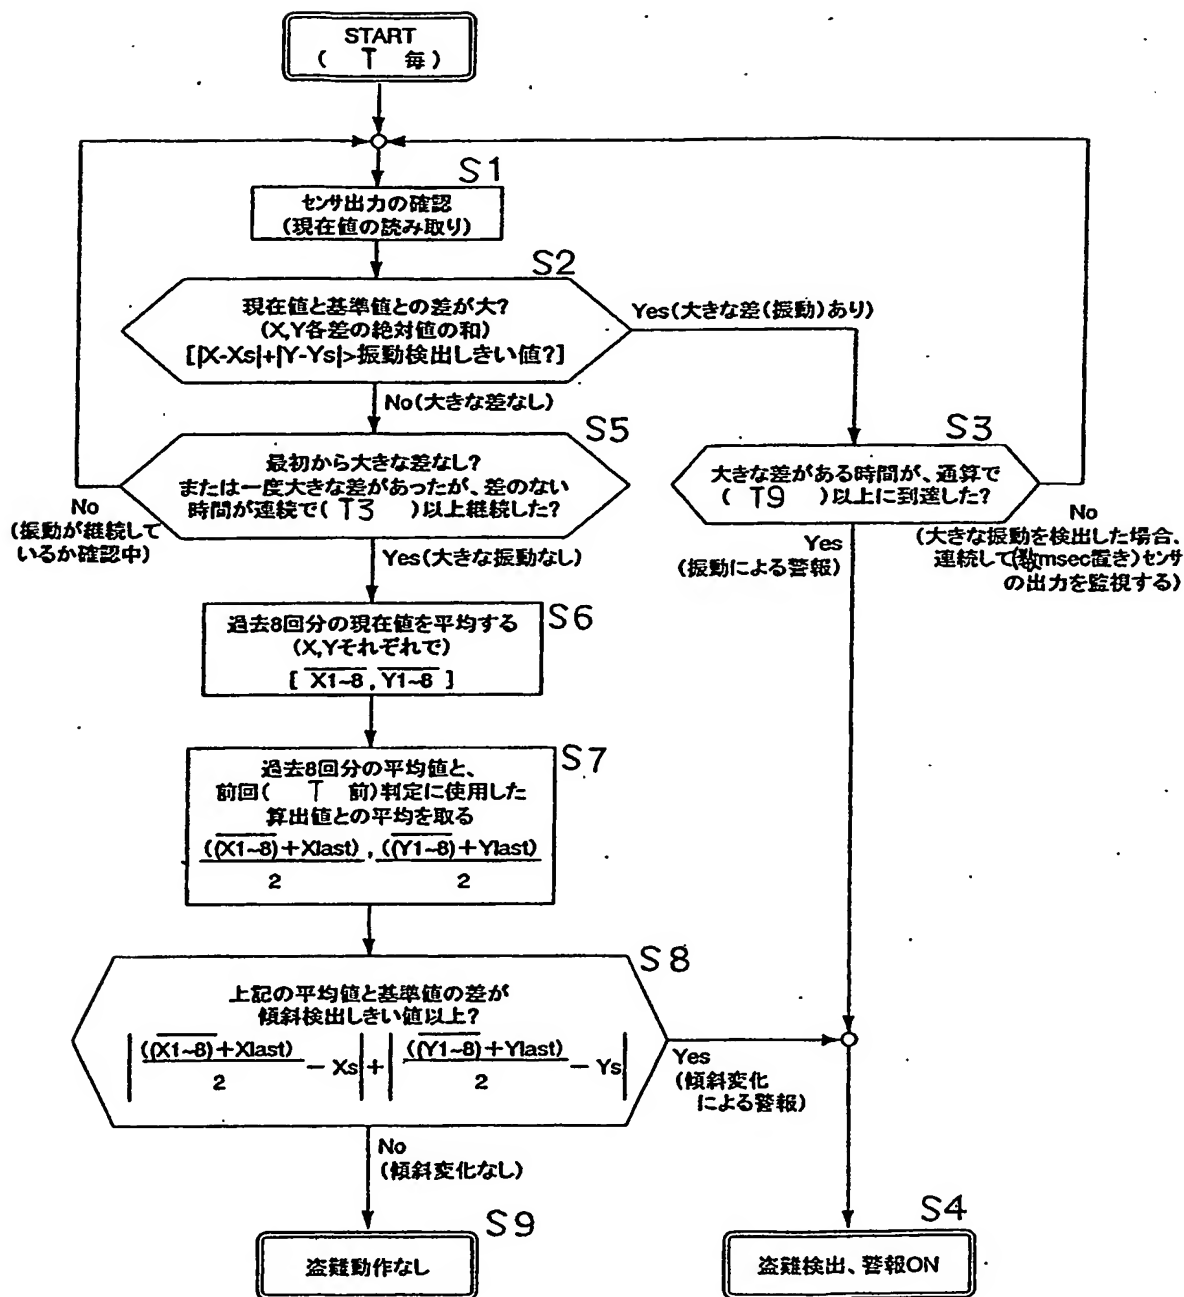 START
( T 毎)
S1
センサ出力の確認
(現在値の読み取り)
S2
現在値と基準値との差が大?
(X,Y各差の絶対値の和)
[|X-Xs|+|Y-Ys|>振動検出しきい値?]
Yes(大きな差(振動)あり)
No(大きな差なし)
S5
最初から大きな差なし?
または一度大きな差があったが、差のない
時間が連続で( T3 )以上継続した?
No
(振動が継続して
いるか確認中)
Yes(大きな振動なし)
S3
大きな差がある時間が、通算で
( T9 )以上に到達した?
No
(大きな振動を検出した場合、
連続して(数msec置き)センサ
の出力を監視する)
Yes
(振動による警報)
S6
過去8回分の現在値を平均する
(X,Yそれぞれで)
[ X1~8 , Y1~8 ]
S7
過去8回分の平均値と、
前回( T 前)判定に使用した
算出値との平均を取る
((X1~8)+Xlast) , ((Y1~8)+Ylast)
2 2
S8
上記の平均値と基準値の差が
傾斜検出しきい値以上?
| ((X1~8)+Xlast) / 2 − Xs|+| ((Y1~8)+Ylast) / 2 − Ys|
Yes
(傾斜変化
による警報)
No
(傾斜変化なし)
S9
盗難動作なし
S4
盗難検出、警報ON